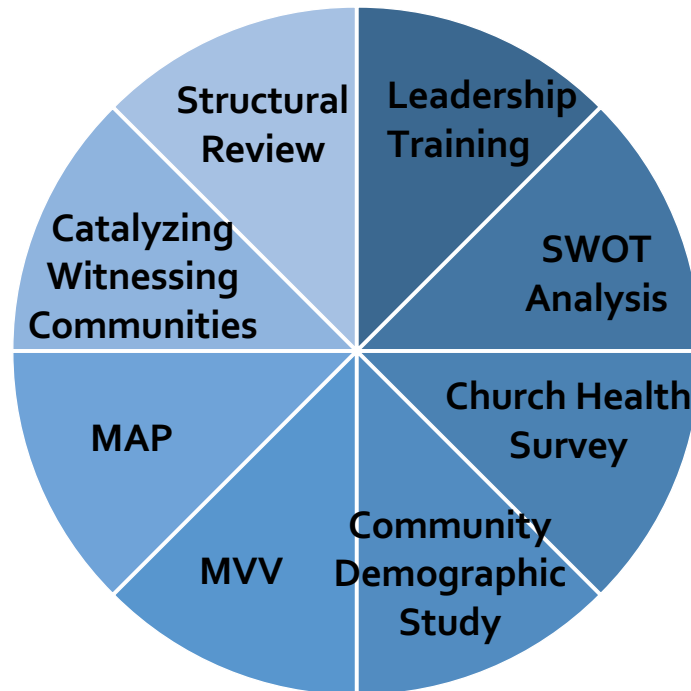 Structural
Review
Leadership
Training
SWOT
Analysis
Church Health
Survey
Community
Demographic
Study
MVV
MAP
Catalyzing
Witnessing
Communities